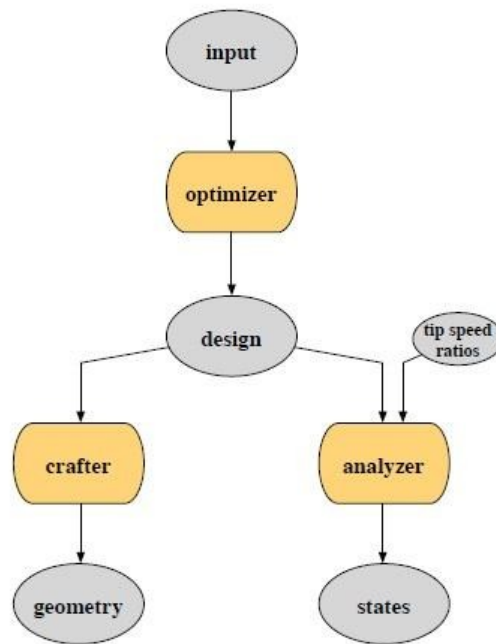 input
optimizer
design
tip speed
ratios
crafter
analyzer
geometry
states